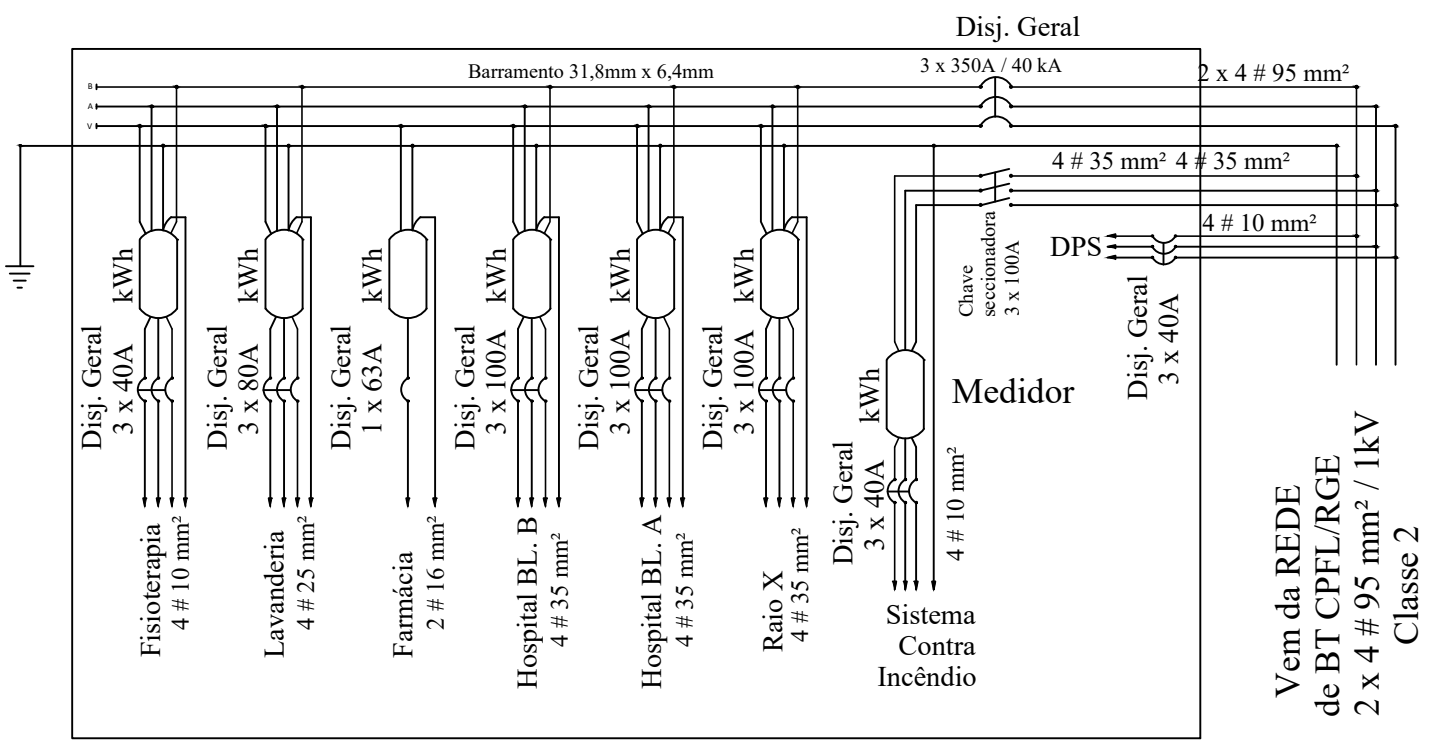 Disj. Geral
3 x 350A / 40 kA
Barramento 31,8mm x 6,4mm
2 x 4 # 95 mm²
B
A
V
4 # 35 mm²
4 # 35 mm²
4 # 10 mm²
DPS
Disj. Geral
3 x 40A
Chave
seccionadora
3 x 100A
kWh
Disj. Geral
3 x 40A
Fisioterapia
4 # 10 mm²
kWh
Disj. Geral
3 x 80A
Lavanderia
4 # 25 mm²
kWh
Disj. Geral
1 x 63A
Farmácia
2 # 16 mm²
kWh
Disj. Geral
3 x 100A
Hospital BL. B
4 # 35 mm²
kWh
Disj. Geral
3 x 100A
Hospital BL. A
4 # 35 mm²
kWh
Disj. Geral
3 x 100A
Raio X
4 # 35 mm²
kWh
Medidor
Disj. Geral
3 x 40A
4 # 10 mm²
Sistema
Contra
Incêndio
Vem da REDE
de BT CPFL/RGE
2 x 4 # 95 mm² / 1kV
Classe 2